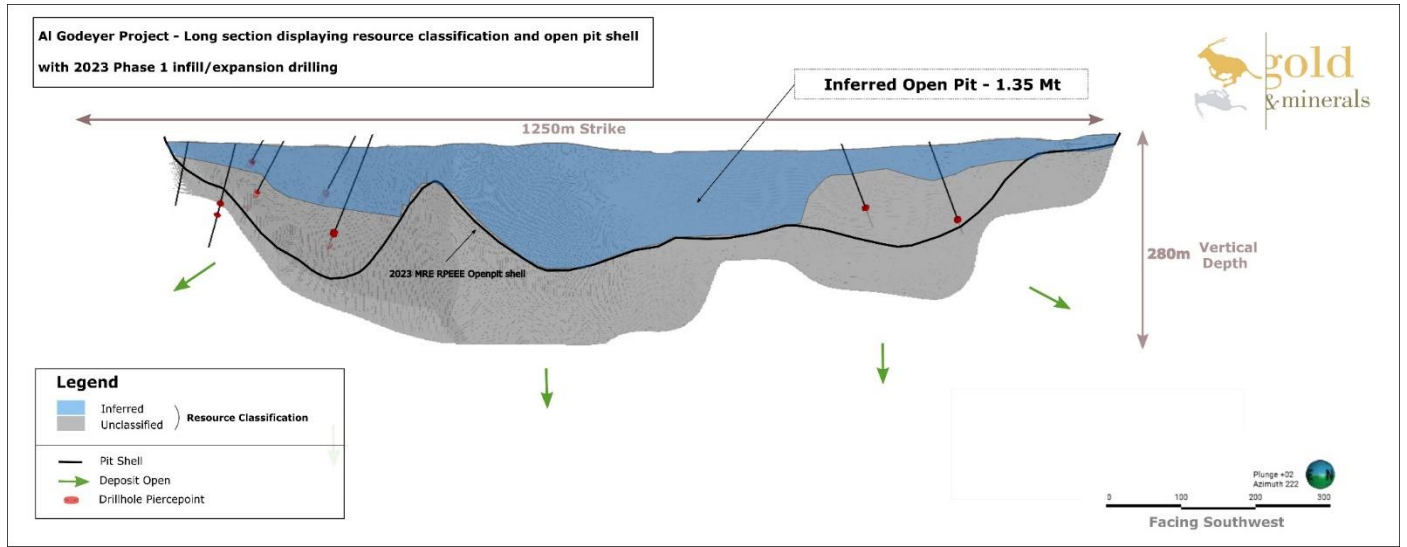 Al Godeyer Project - Long section displaying resource classification and open pit shell
with 2023 Phase 1 infill/expansion drilling
gold
& minerals
Inferred Open Pit - 1.35 Mt
1250m Strike
2023 MRE RPEEE Openpit shell
280m
Vertical
Depth
Legend
Inferred
Unclassified
Resource Classification
Pit Shell
Deposit Open
Drillhole Piercepoint
Plunge +02
Azimuth 222
0 100 200 300
Facing Southwest